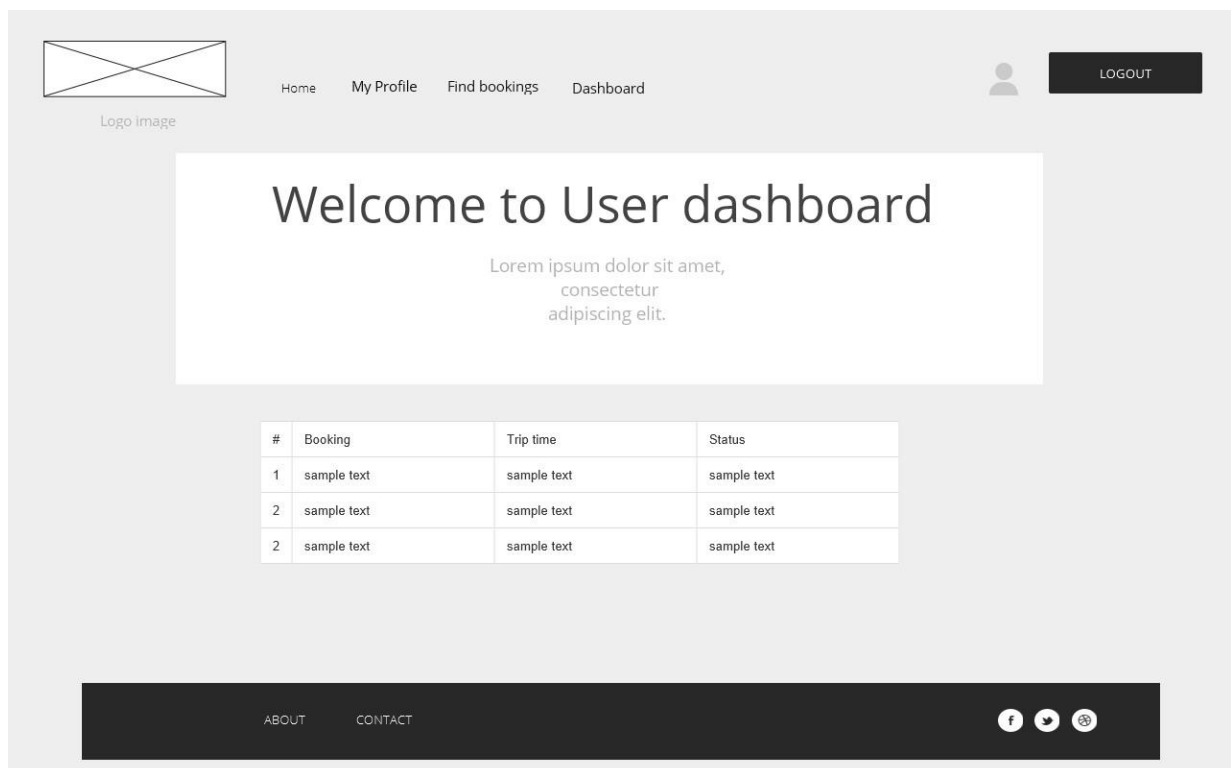 Home My Profile Find bookings Dashboard LOGOUT
Logo image
Welcome to User dashboard
Lorem ipsum dolor sit amet,
consectetur
adipiscing elit.
# Booking Trip time Status
1 sample text sample text sample text
2 sample text sample text sample text
2 sample text sample text sample text
ABOUT CONTACT